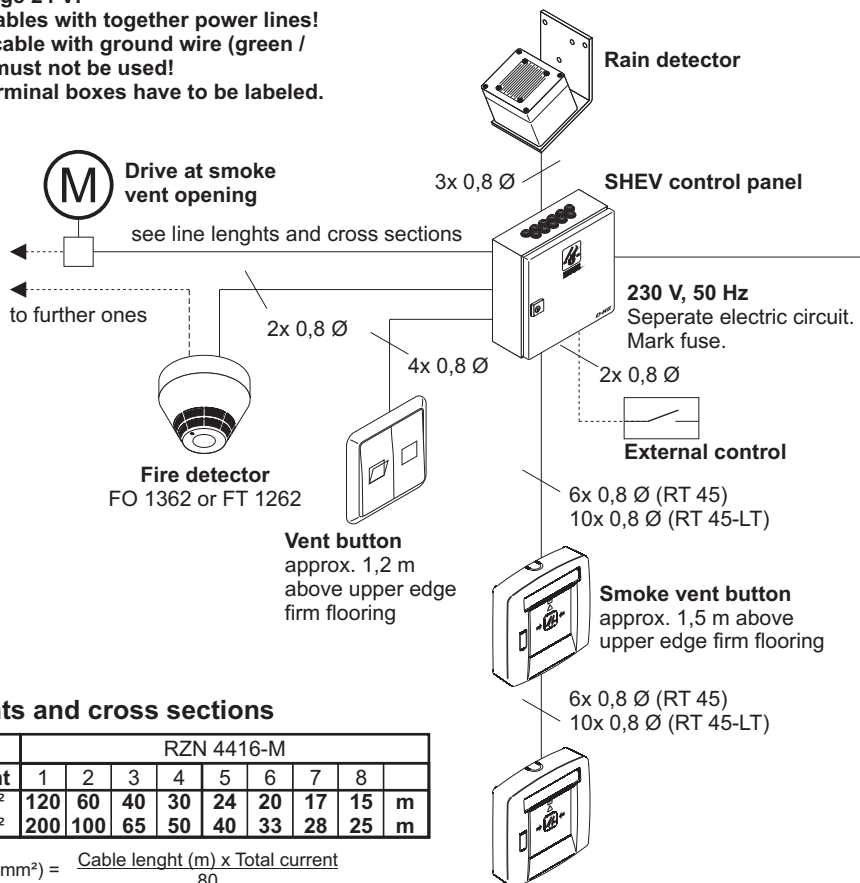 ables with together power lines!
cable with ground wire (green /
must not be used!
rminal boxes have to be labeled.
Rain detector
M
Drive at smoke
vent opening
3x 0,8 Ø
SHEV control panel
see line lenghts and cross sections
to further ones
2x 0,8 Ø
4x 0,8 Ø
230 V, 50 Hz
Seperate electric circuit.
Mark fuse.
2x 0,8 Ø
External control
Fire detector
FO 1362 or FT 1262
6x 0,8 Ø (RT 45)
10x 0,8 Ø (RT 45-LT)
Vent button
approx. 1,2 m
above upper edge
firm flooring
Smoke vent button
approx. 1,5 m above
upper edge firm flooring
6x 0,8 Ø (RT 45)
10x 0,8 Ø (RT 45-LT)
ts and cross sections
RZN 4416-M
nt 1 2 3 4 5 6 7 8
² 120 60 40 30 24 20 17 15 m
² 200 100 65 50 40 33 28 25 m
mm²) = Cable lenght (m) x Total current
80